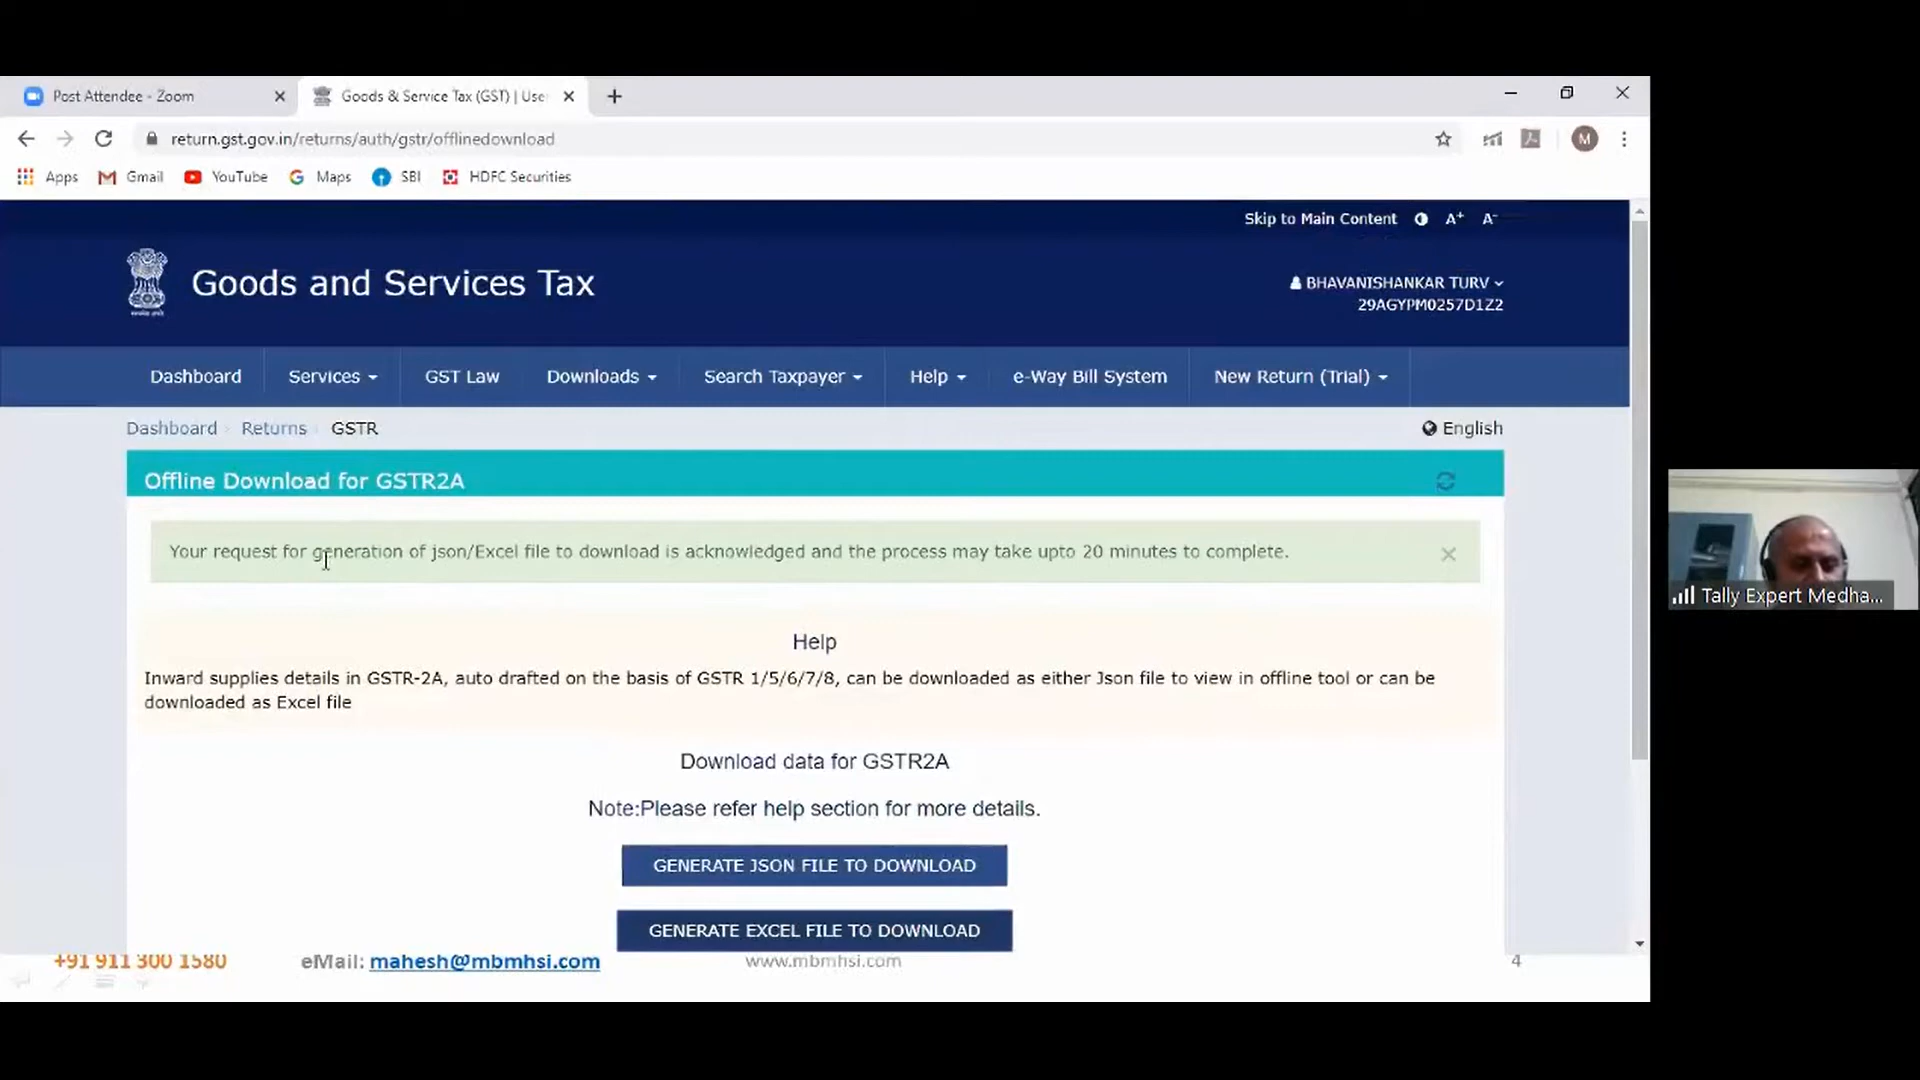 Post Attendee - Zoom
Goods & Service Tax (GST) | Use
return.gst.gov.in/returns/auth/gstr/offlinedownload
M
Apps
Gmail
YouTube
Maps
SBI
HDFC Securities
Skip to Main Content
A+
A-
Goods and Services Tax
BHAVANISHANKAR TURV
29AGYPM0257D1Z2
Dashboard
Services
GST Law
Downloads
Search Taxpayer
Help
e-Way Bill System
New Return (Trial)
Dashboard
Returns
GSTR
English
Offline Download for GSTR2A
Your request for generation of json/Excel file to download is acknowledged and the process may take upto 20 minutes to complete.
Help
Inward supplies details in GSTR-2A, auto drafted on the basis of GSTR 1/5/6/7/8, can be downloaded as either Json file to view in offline tool or can be
downloaded as Excel file
Tally Expert Medha...
Download data for GSTR2A
Note:Please refer help section for more details.
GENERATE JSON FILE TO DOWNLOAD
GENERATE EXCEL FILE TO DOWNLOAD
+91 911 300 1580
eMail: mahesh@mbmhsi.com
www.mbmhsi.com
4